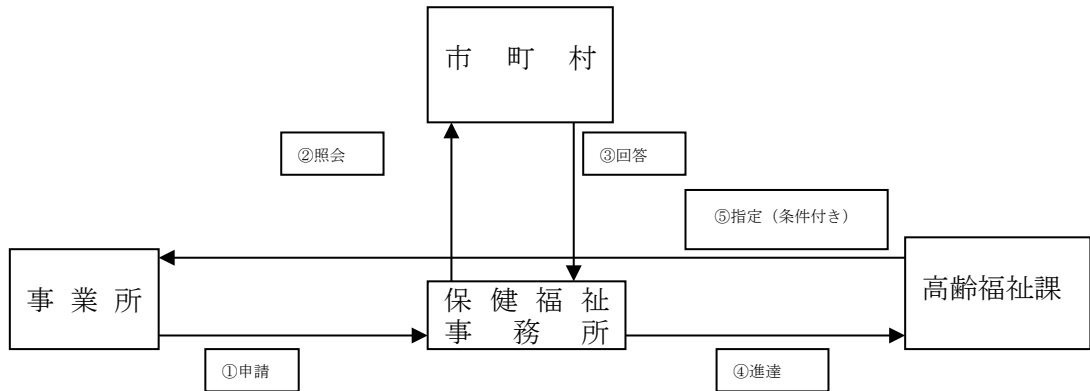 市町村
②照会
③回答
⑤指定（条件付き）
事業所
保健福祉
事務所
高齢福祉課
①申請
④進達